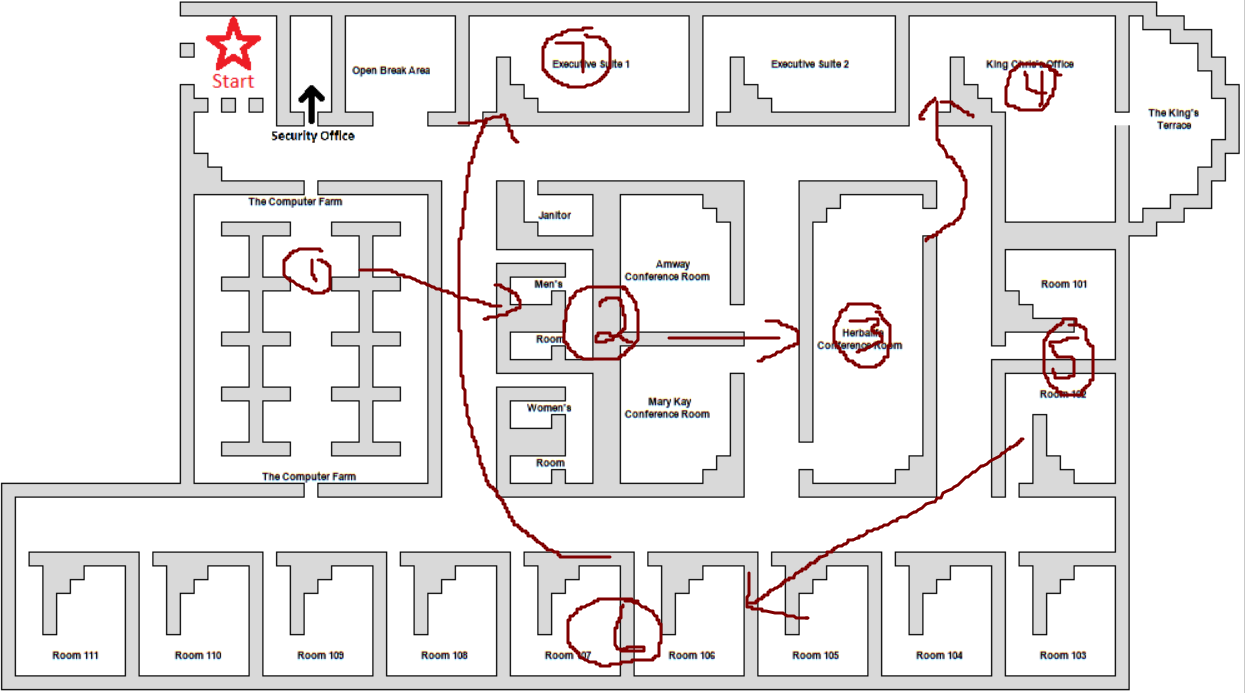 Start
Open Break Area
Executive Suite 1
7
Executive Suite 2
King Chris's Office
4
The King's
Terrace
Security Office
The Computer Farm
1
Janitor
Men's
Room
2
Amway
Conference Room
Herbalife
Conference Room
3
Room 101
5
Room 102
Mary Kay
Conference Room
Women's
Room
The Computer Farm
6
Room 111
Room 110
Room 109
Room 108
Room 107
Room 106
Room 105
Room 104
Room 103